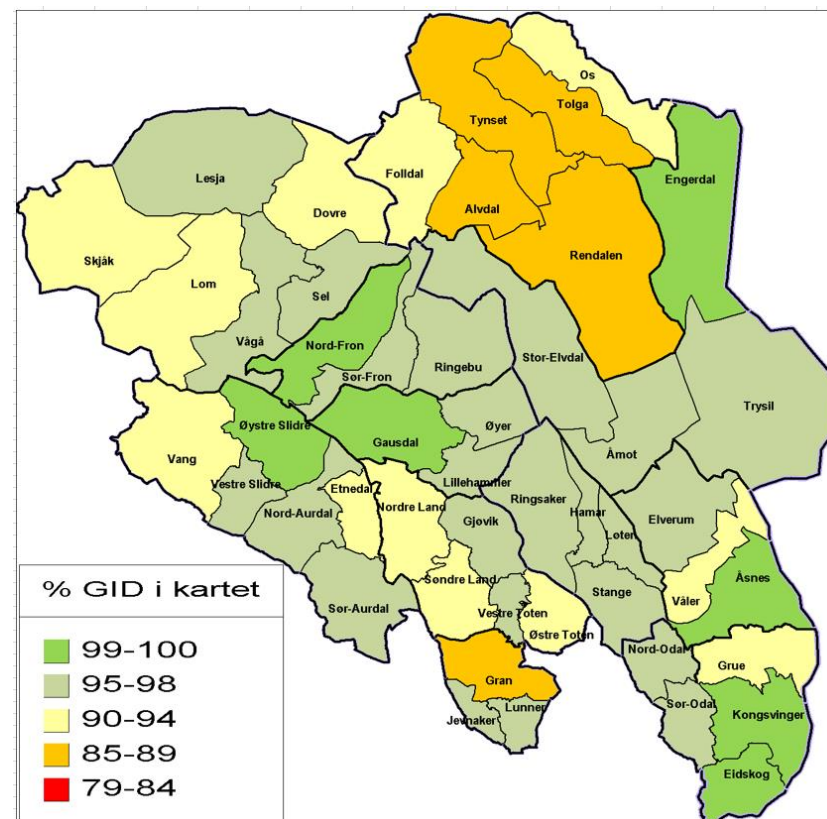 Os
Tolga
Tynset
Folldal
Engerdal
Lesja
Dovre
Alvdal
Rendalen
Skjåk
Lom
Sel
Vågå
Nord-Fron
Sør-Fron
Ringebu
Stor-Elvdal
Trysil
Øystre Slidre
Gausdal
Øyer
Åmot
Vang
Vestre Slidre
Etnedal
Lillehammer
Nordre Land
Ringsaker
Hamar
Løten
Elverum
Nord-Aurdal
Gjøvik
Sør-Aurdal
Søndre Land
Vestre Toten
Østre Toten
Stange
Våler
Åsnes
Nord-Odal
Grue
Gran
Sør-Odal
Kongsvinger
Jevnaker
Lunner
Eidskog
% GID i kartet
99-100
95-98
90-94
85-89
79-84